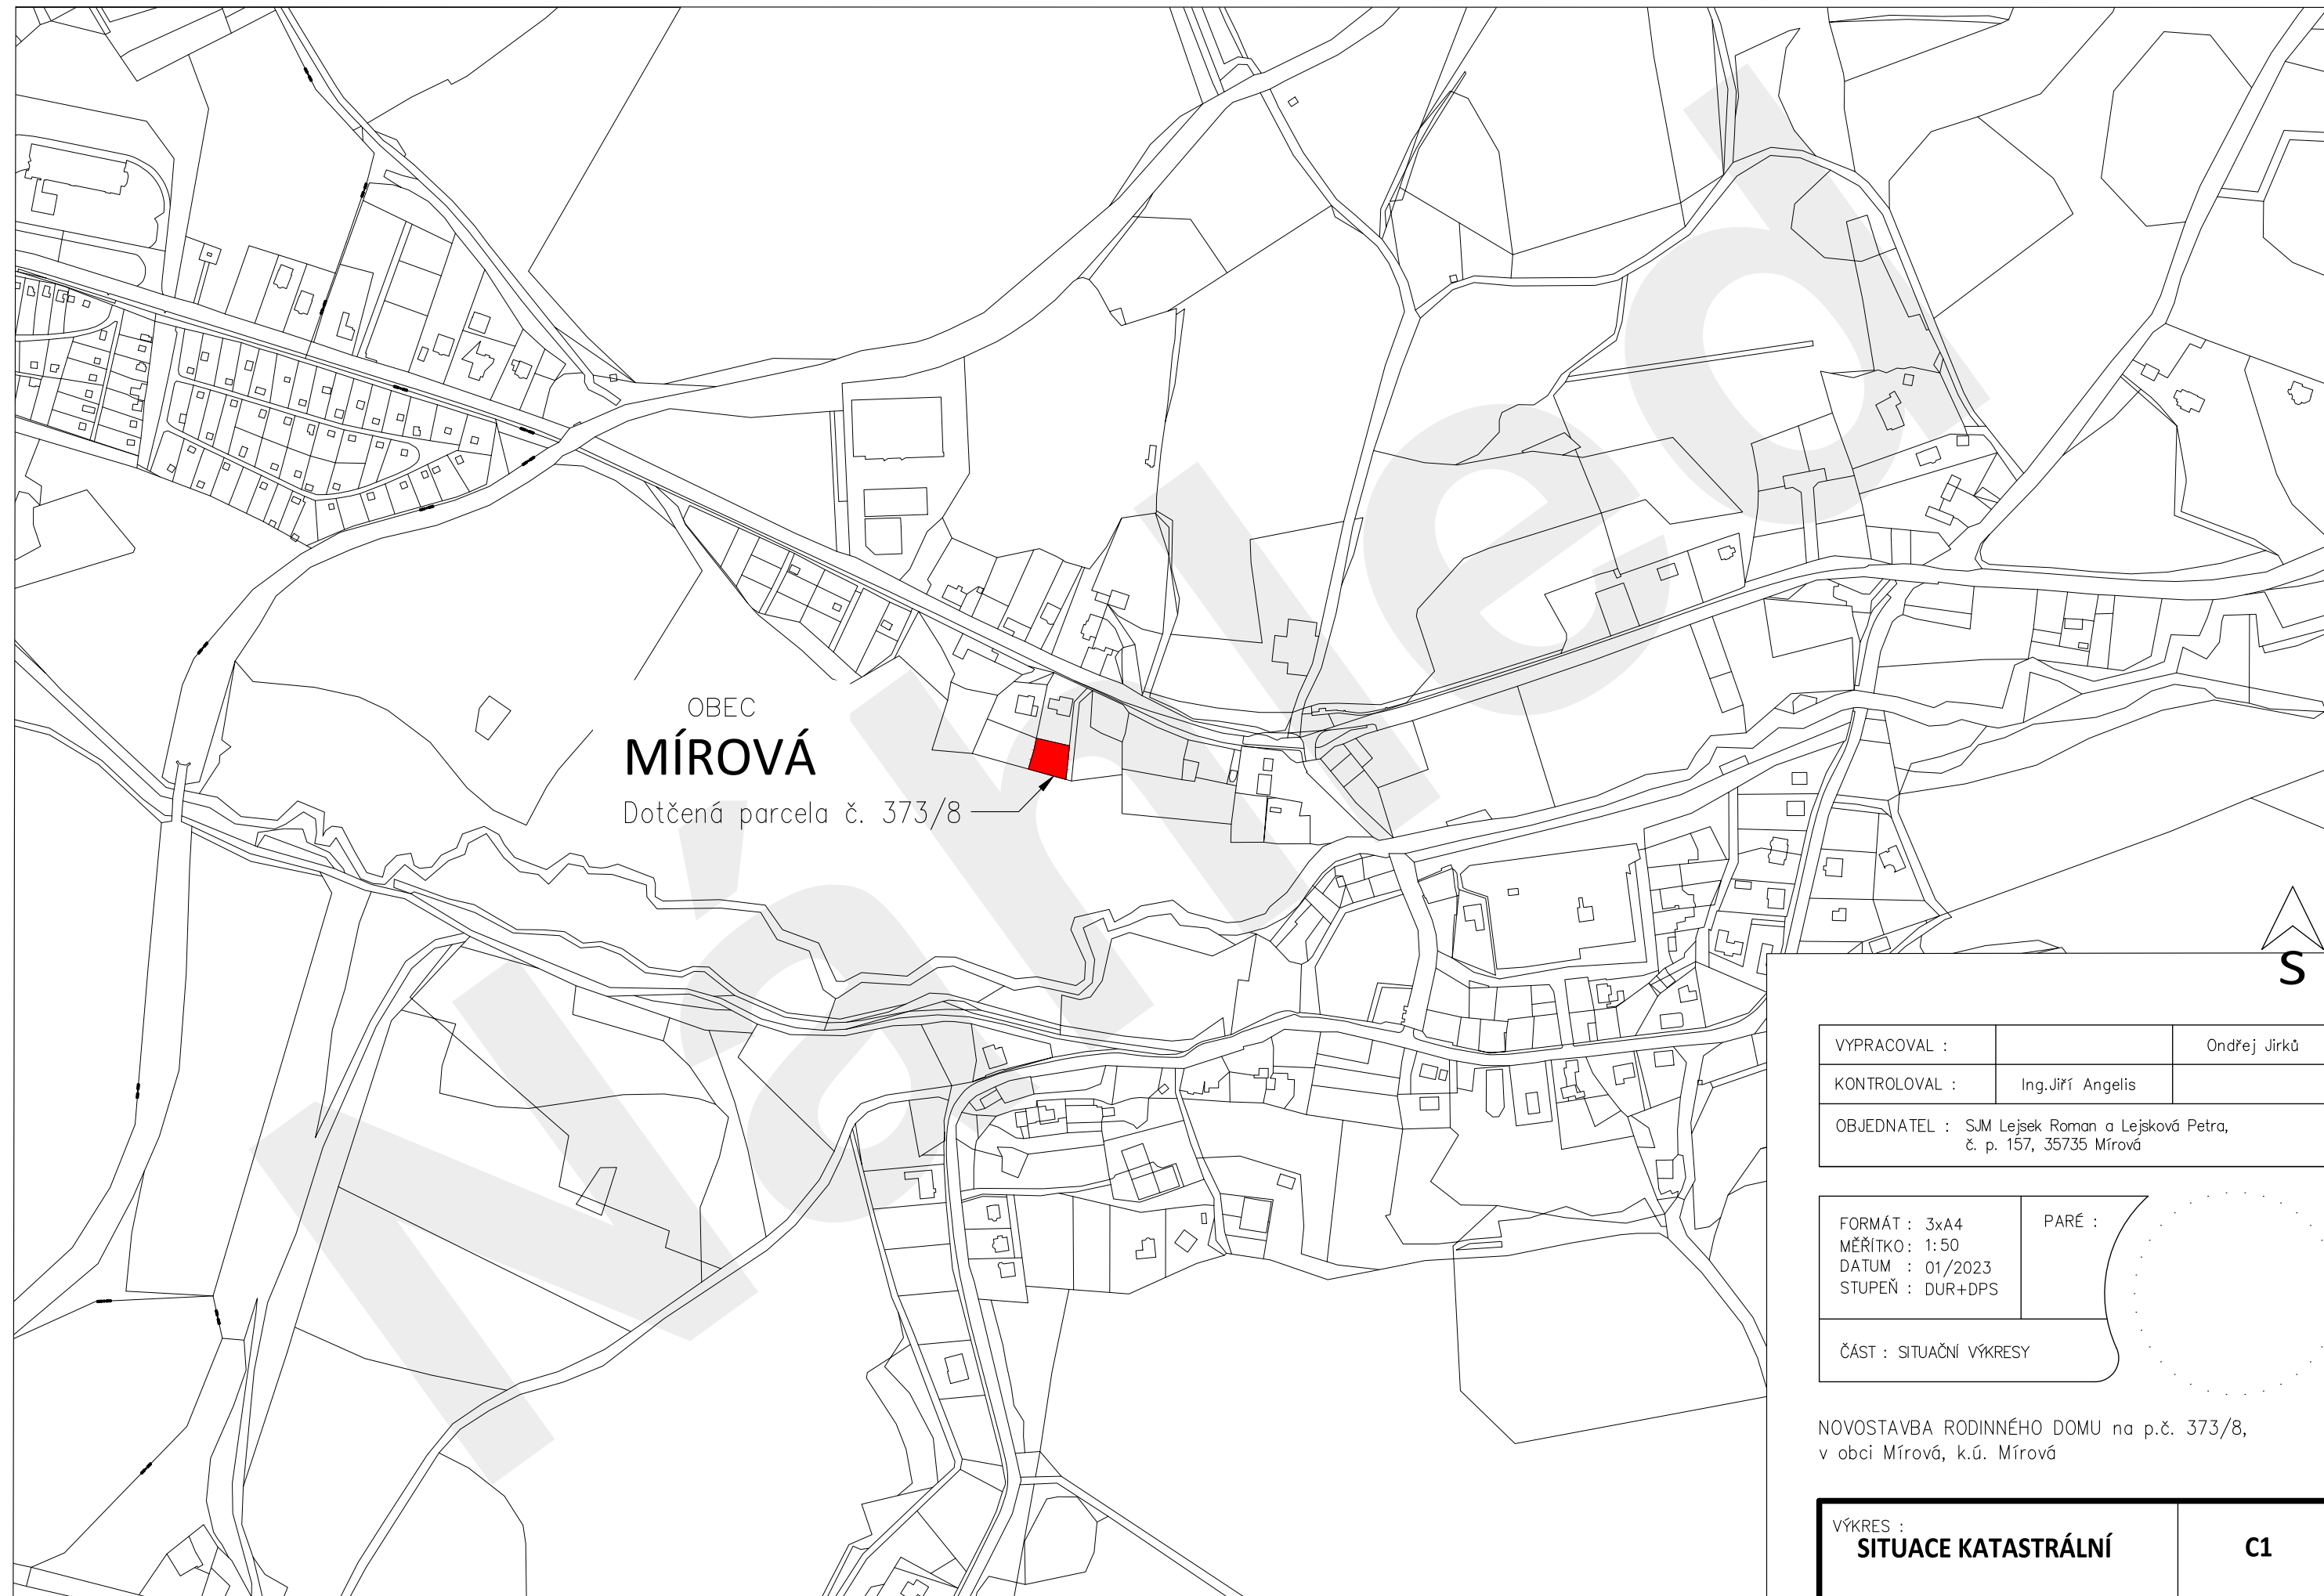 OBEC
MÍROVÁ
Dotčená parcela č. 373/8
Náhled
S
VYPRACOVAL : Ondřej Jirků
KONTROLOVAL : Ing.Jiří Angelis
OBJEDNATEL : SJM Lejsek Roman a Lejsková Petra,
č. p. 157, 35735 Mírová
FORMÁT : 3xA4
MĚŘÍTKO: 1:50
DATUM : 01/2023
STUPEŇ : DUR+DPS
PARÉ :
ČÁST : SITUAČNÍ VÝKRESY
NOVOSTAVBA RODINNÉHO DOMU na p.č. 373/8,
v obci Mírová, k.ú. Mírová
VÝKRES :
SITUACE KATASTRÁLNÍ
C1